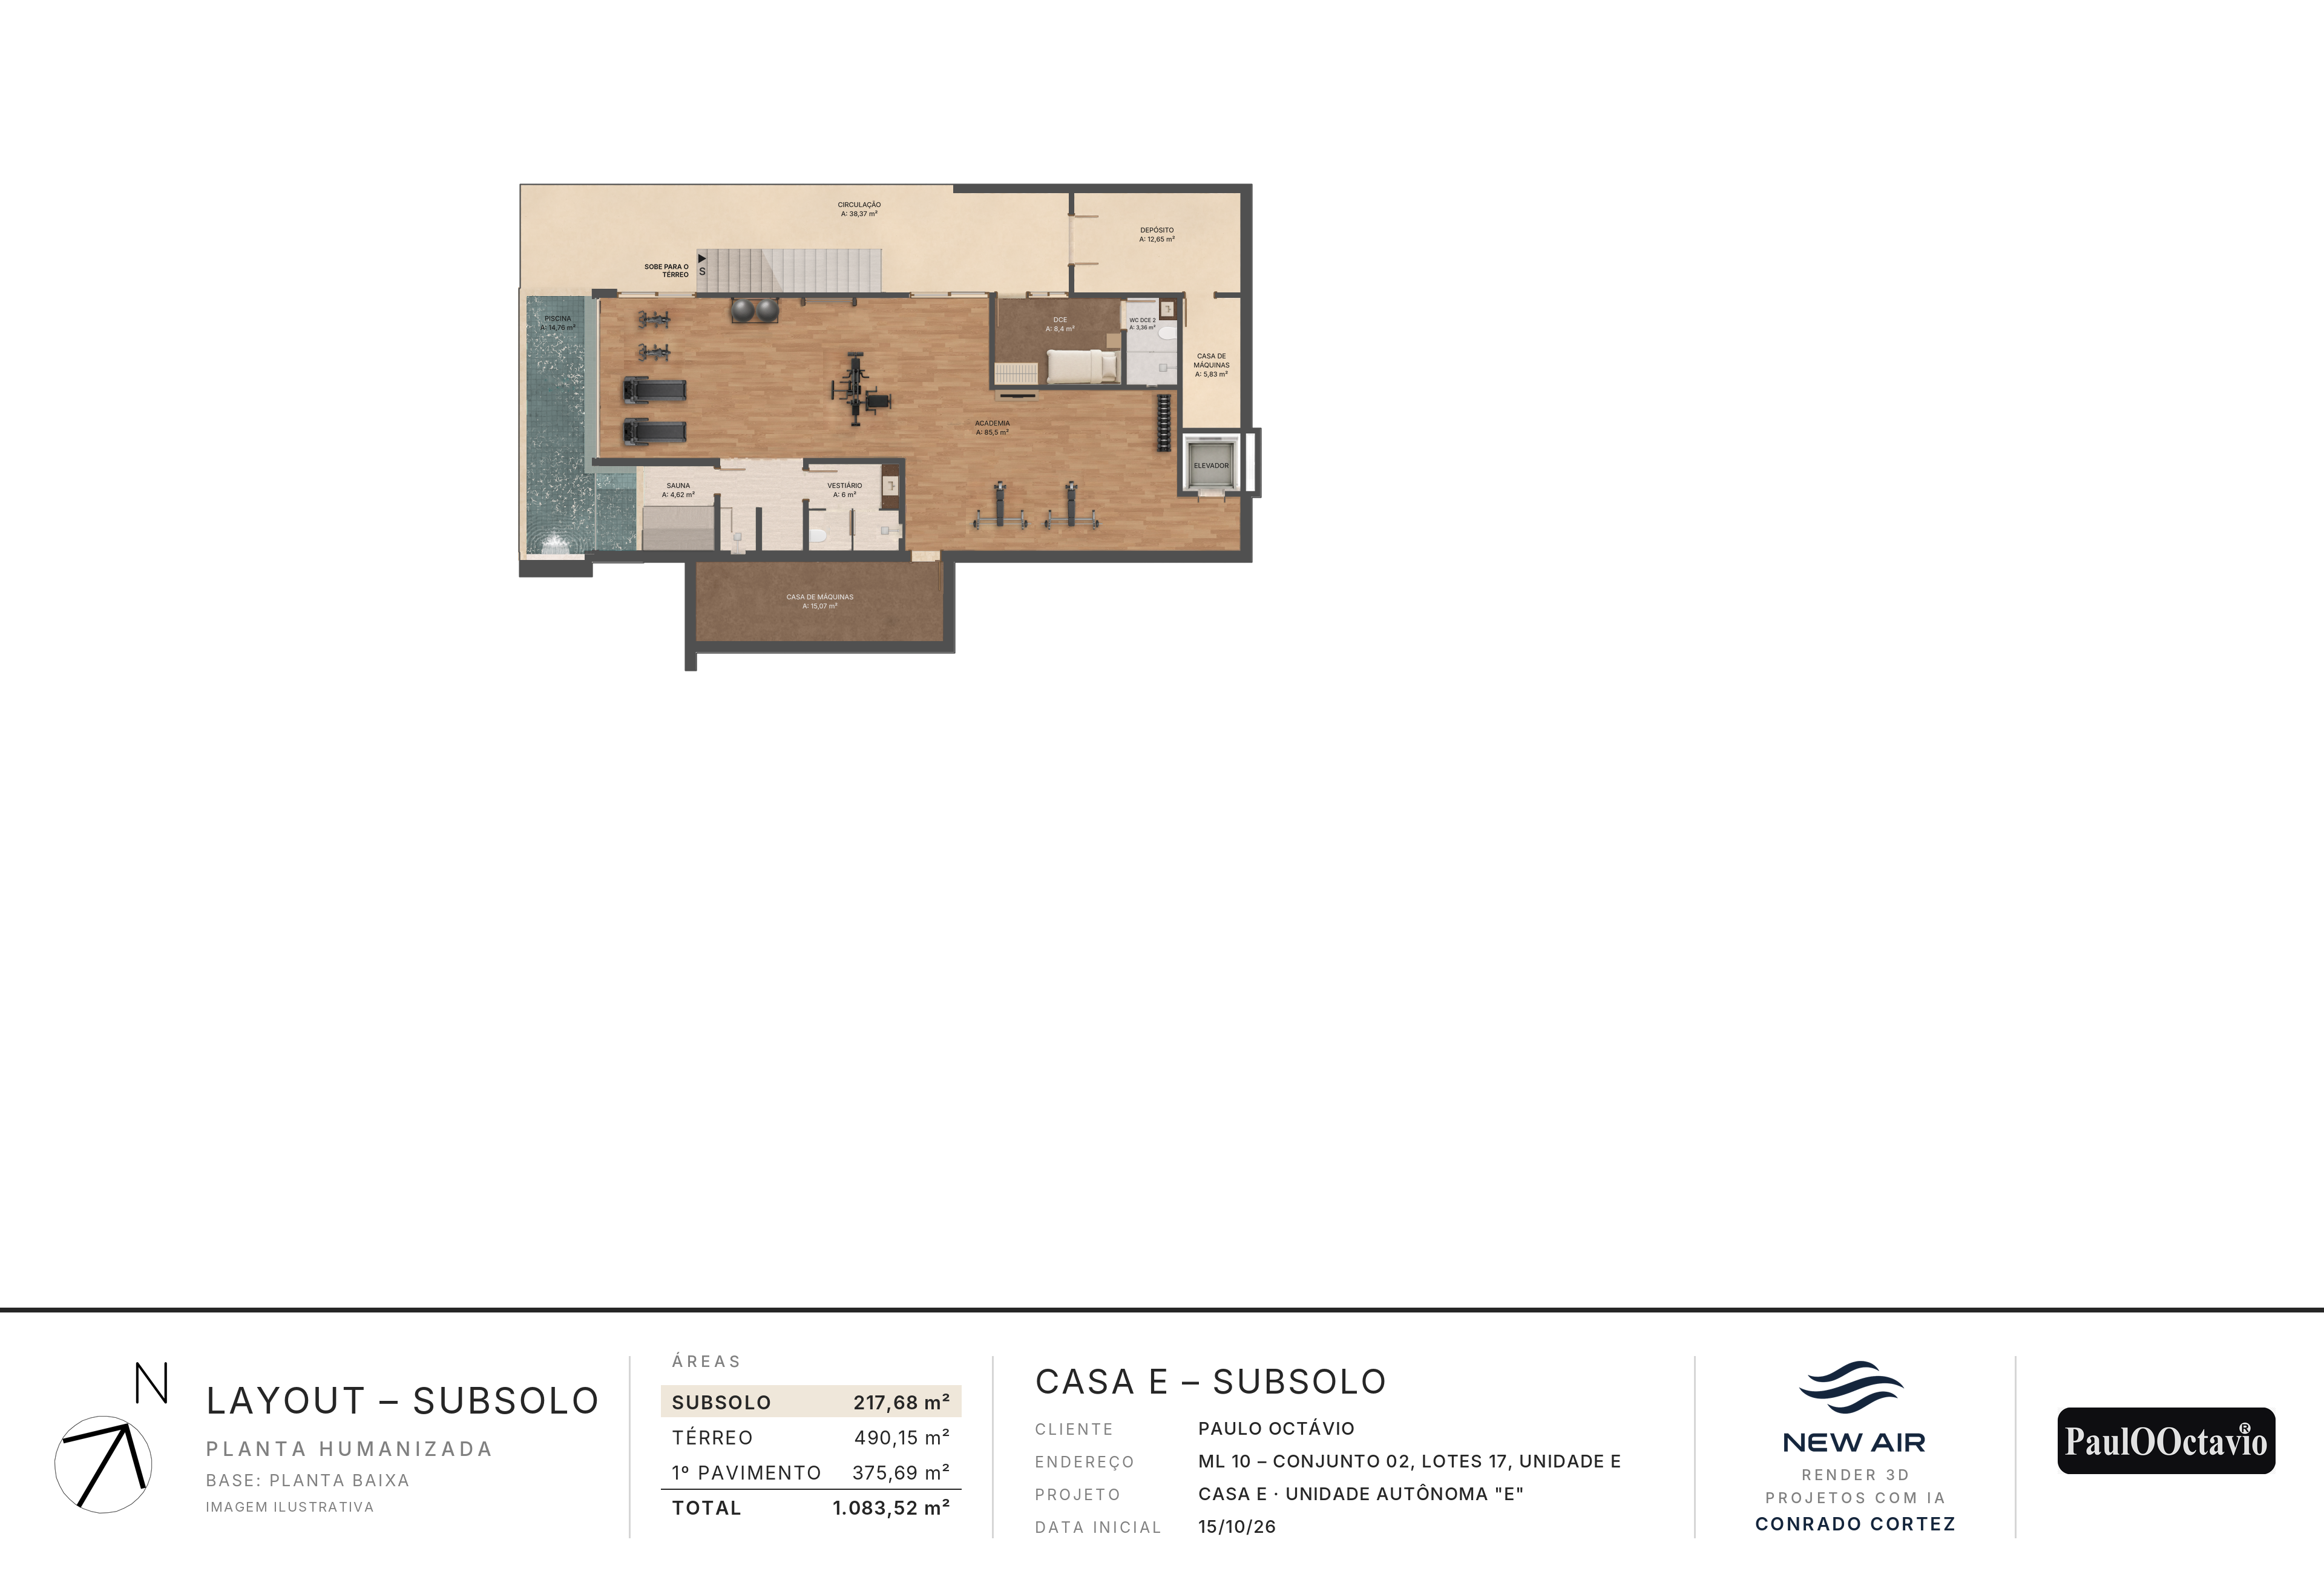 CIRCULAÇÃO
A: 38,37 m²
DEPÓSITO
A: 12,65 m²
SOBE PARA O
TÉRREO
S
PISCINA
A: 14,76 m²
DCE
A: 8,4 m²
WC DCE 2
A: 3,36 m²
CASA DE
MÁQUINAS
A: 5,83 m²
ACADEMIA
A: 85,5 m²
ELEVADOR
SAUNA
A: 4,62 m²
VESTIÁRIO
A: 6 m²
CASA DE MÁQUINAS
A: 15,07 m²
N
LAYOUT – SUBSOLO
PLANTA HUMANIZADA
BASE: PLANTA BAIXA
IMAGEM ILUSTRATIVA
ÁREAS
SUBSOLO 217,68 m²
TÉRREO 490,15 m²
1º PAVIMENTO 375,69 m²
TOTAL 1.083,52 m²
CASA E – SUBSOLO
CLIENTE PAULO OCTÁVIO
ENDEREÇO ML 10 – CONJUNTO 02, LOTES 17, UNIDADE E
PROJETO CASA E · UNIDADE AUTÔNOMA "E"
DATA INICIAL 15/10/26
NEW AIR
RENDER 3D
PROJETOS COM IA
CONRADO CORTEZ
PaulOOctavio®